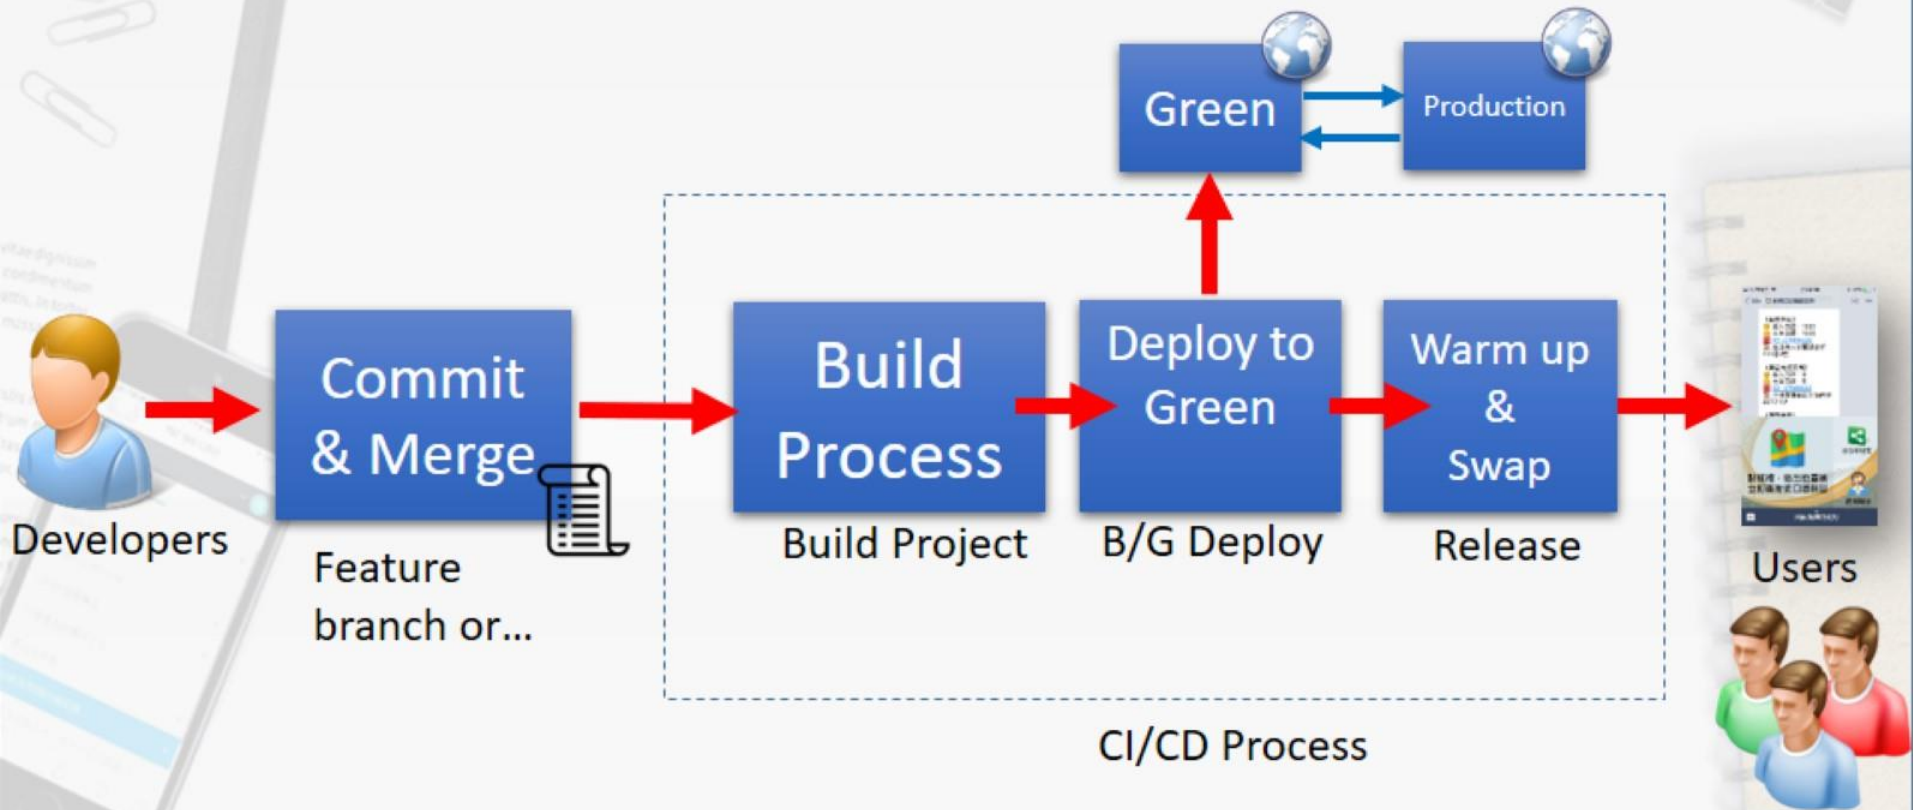 Green
Production
Commit
& Merge
Build
Process
Deploy to
Green
Warm up
&
Swap
Developers
Feature
branch or...
Build Project
B/G Deploy
Release
Users
CI/CD Process